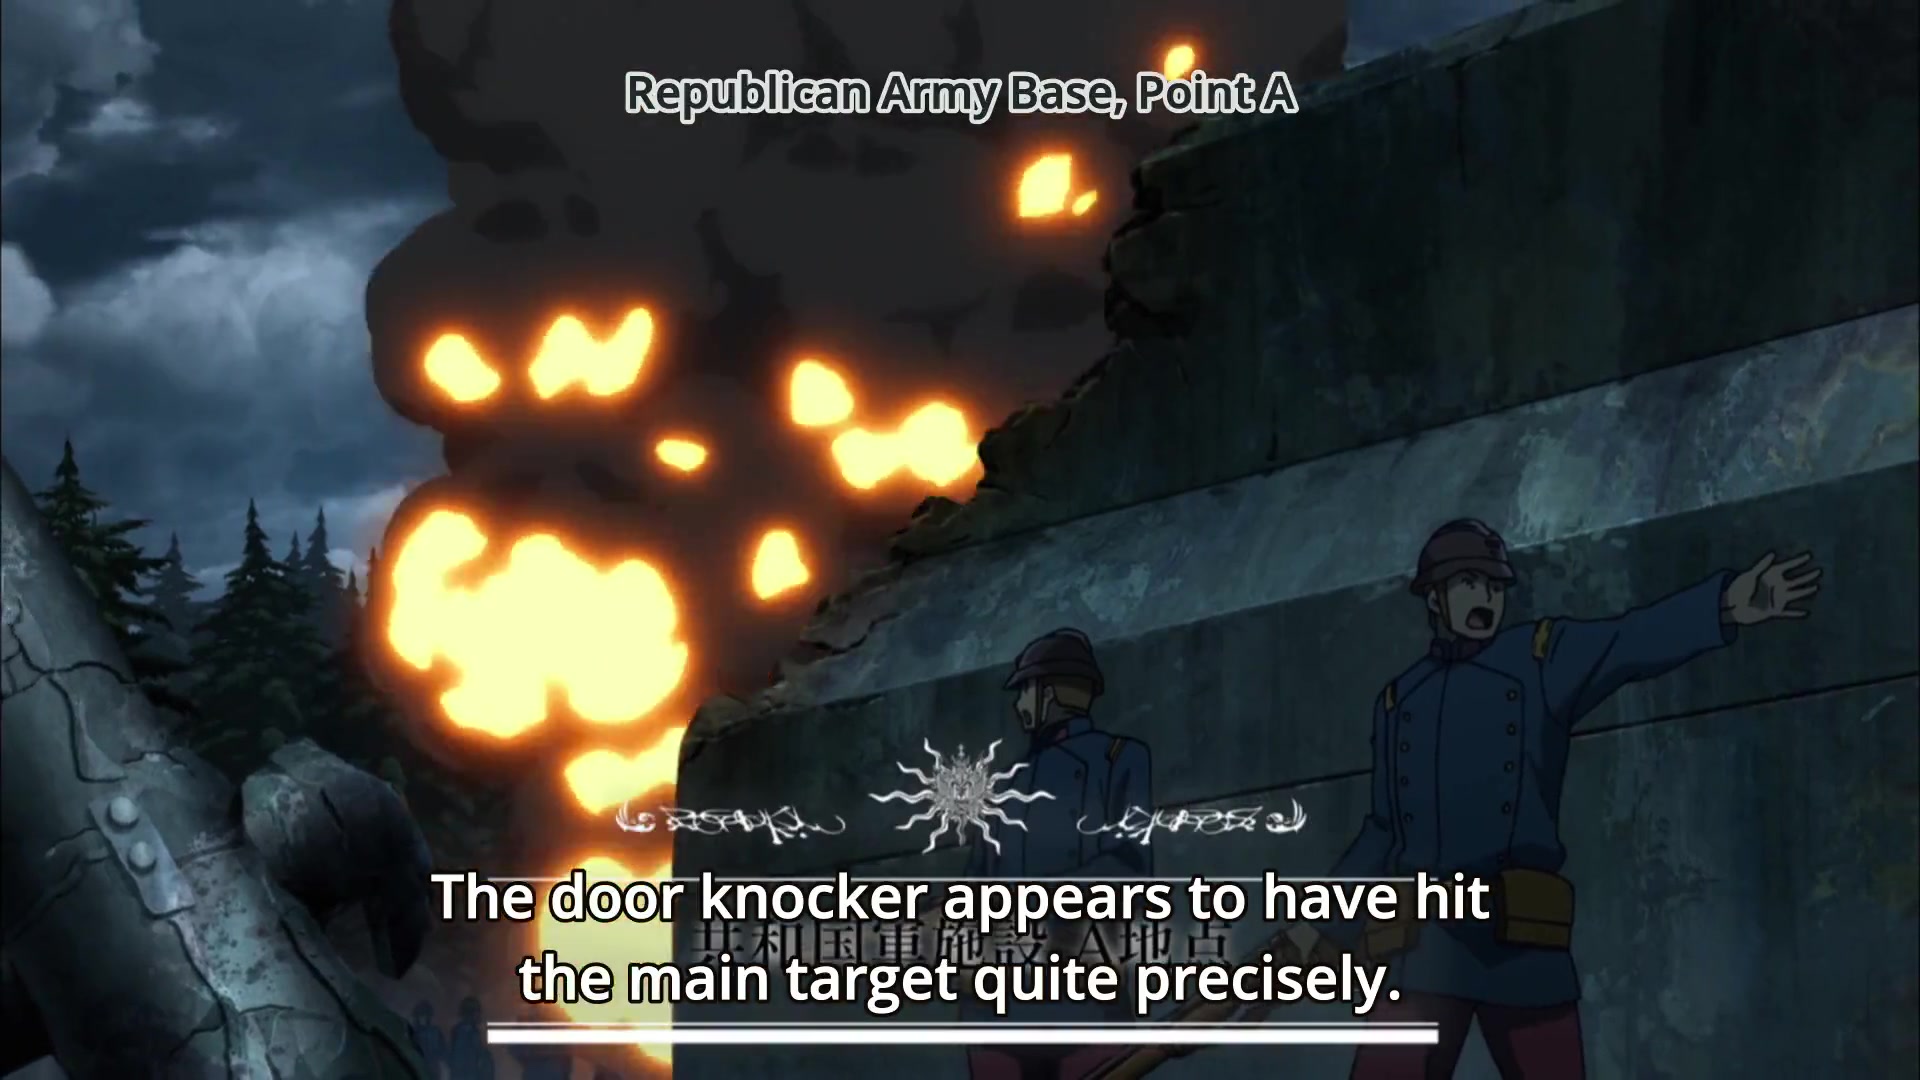 Republican Army Base, Point A
The door knocker appears to have hit
共和国軍施設 A地点
the main target quite precisely.